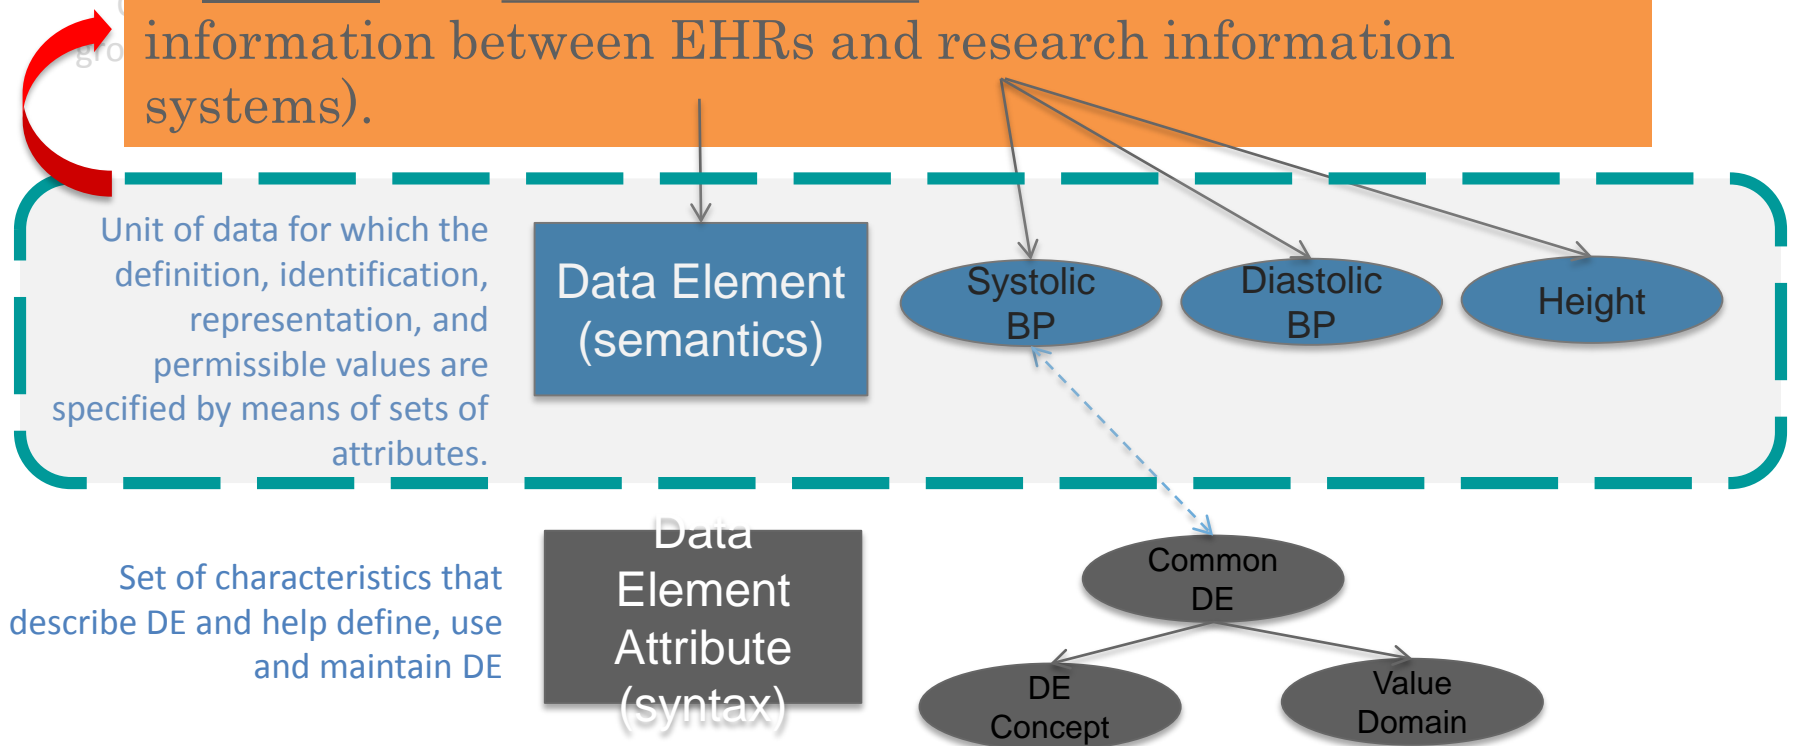 information between EHRs and research information
systems).
Unit of data for which the
definition, identification,
representation, and
permissible values are
specified by means of sets of
attributes.
Data Element
(semantics)
Systolic
BP
Diastolic
BP
Height
Set of characteristics that
describe DE and help define, use
and maintain DE
Data
Element
Attribute
(syntax)
Common
DE
DE
Concept
Value
Domain